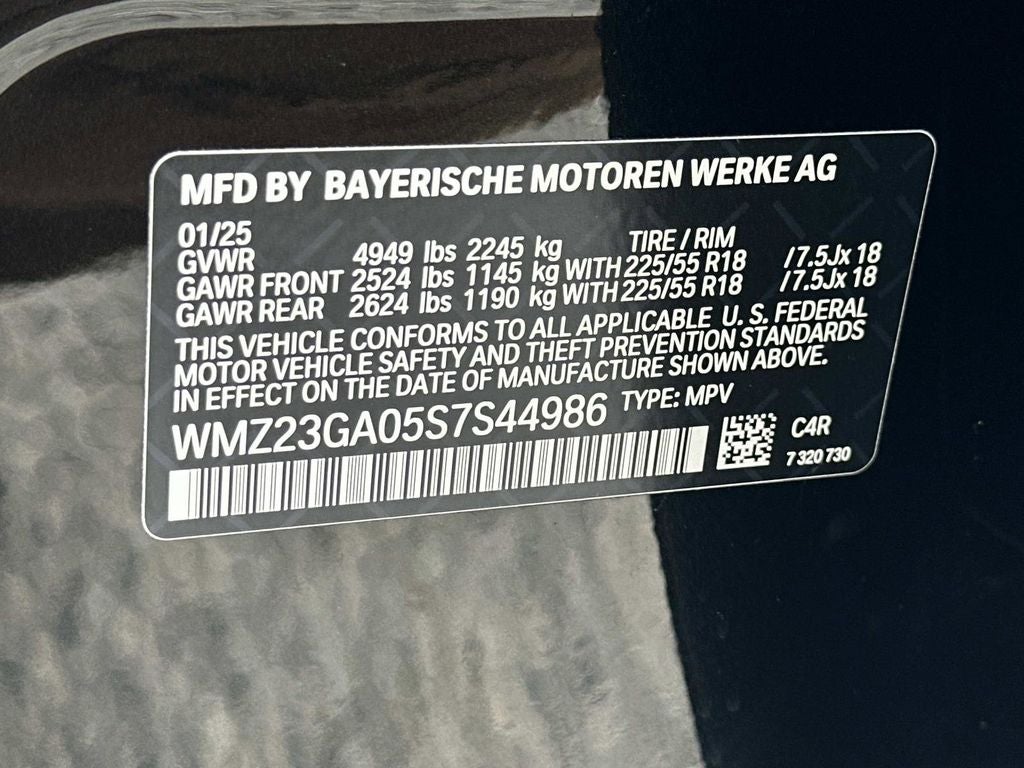 MFD BY BAYERISCHE MOTOREN WERKE AG
01/25 TIRE / RIM
GVWR 4949 lbs 2245 kg
GAWR FRONT 2524 lbs 1145 kg WITH 225/55 R18 /7.5Jx 18
GAWR REAR 2624 lbs 1190 kg WITH 225/55 R18 /7.5Jx 18
THIS VEHICLE CONFORMS TO ALL APPLICABLE U. S. FEDERAL
MOTOR VEHICLE SAFETY AND THEFT PREVENTION STANDARDS
IN EFFECT ON THE DATE OF MANUFACTURE SHOWN ABOVE.
WMZ23GA05S7S44986 TYPE: MPV
C4R
7 320 730